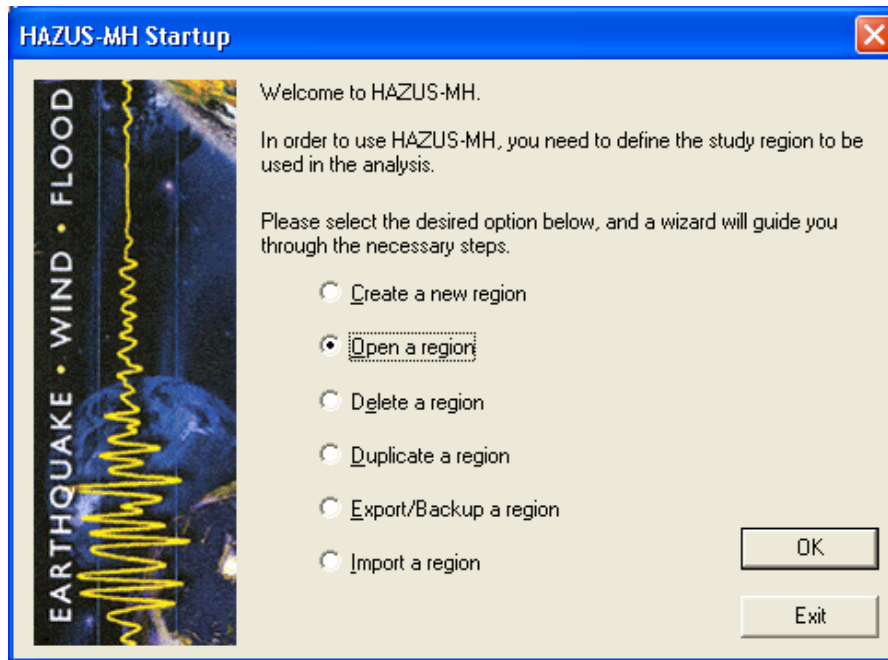 HAZUS-MH Startup
EARTHQUAKE • WIND • FLOOD
Welcome to HAZUS-MH.
In order to use HAZUS-MH, you need to define the study region to be
used in the analysis.
Please select the desired option below, and a wizard will guide you
through the necessary steps.
Create a new region
Open a region
Delete a region
Duplicate a region
Export/Backup a region
Import a region
OK
Exit